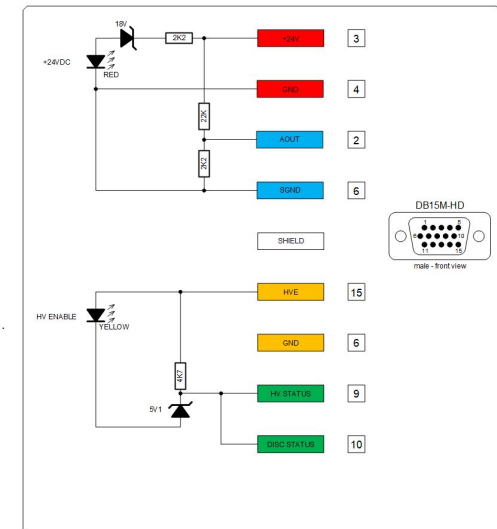 18V
2K2
+24V
3
+24VDC
RED
GND
4
22K
AOUT
2
2K2
SGND
6
DB15M-HD
1 5
6 10
11 15
male - front view
SHIELD
HVE
15
HV ENABLE
YELLOW
GND
6
4K7
HV STATUS
9
5V1
DISC STATUS
10